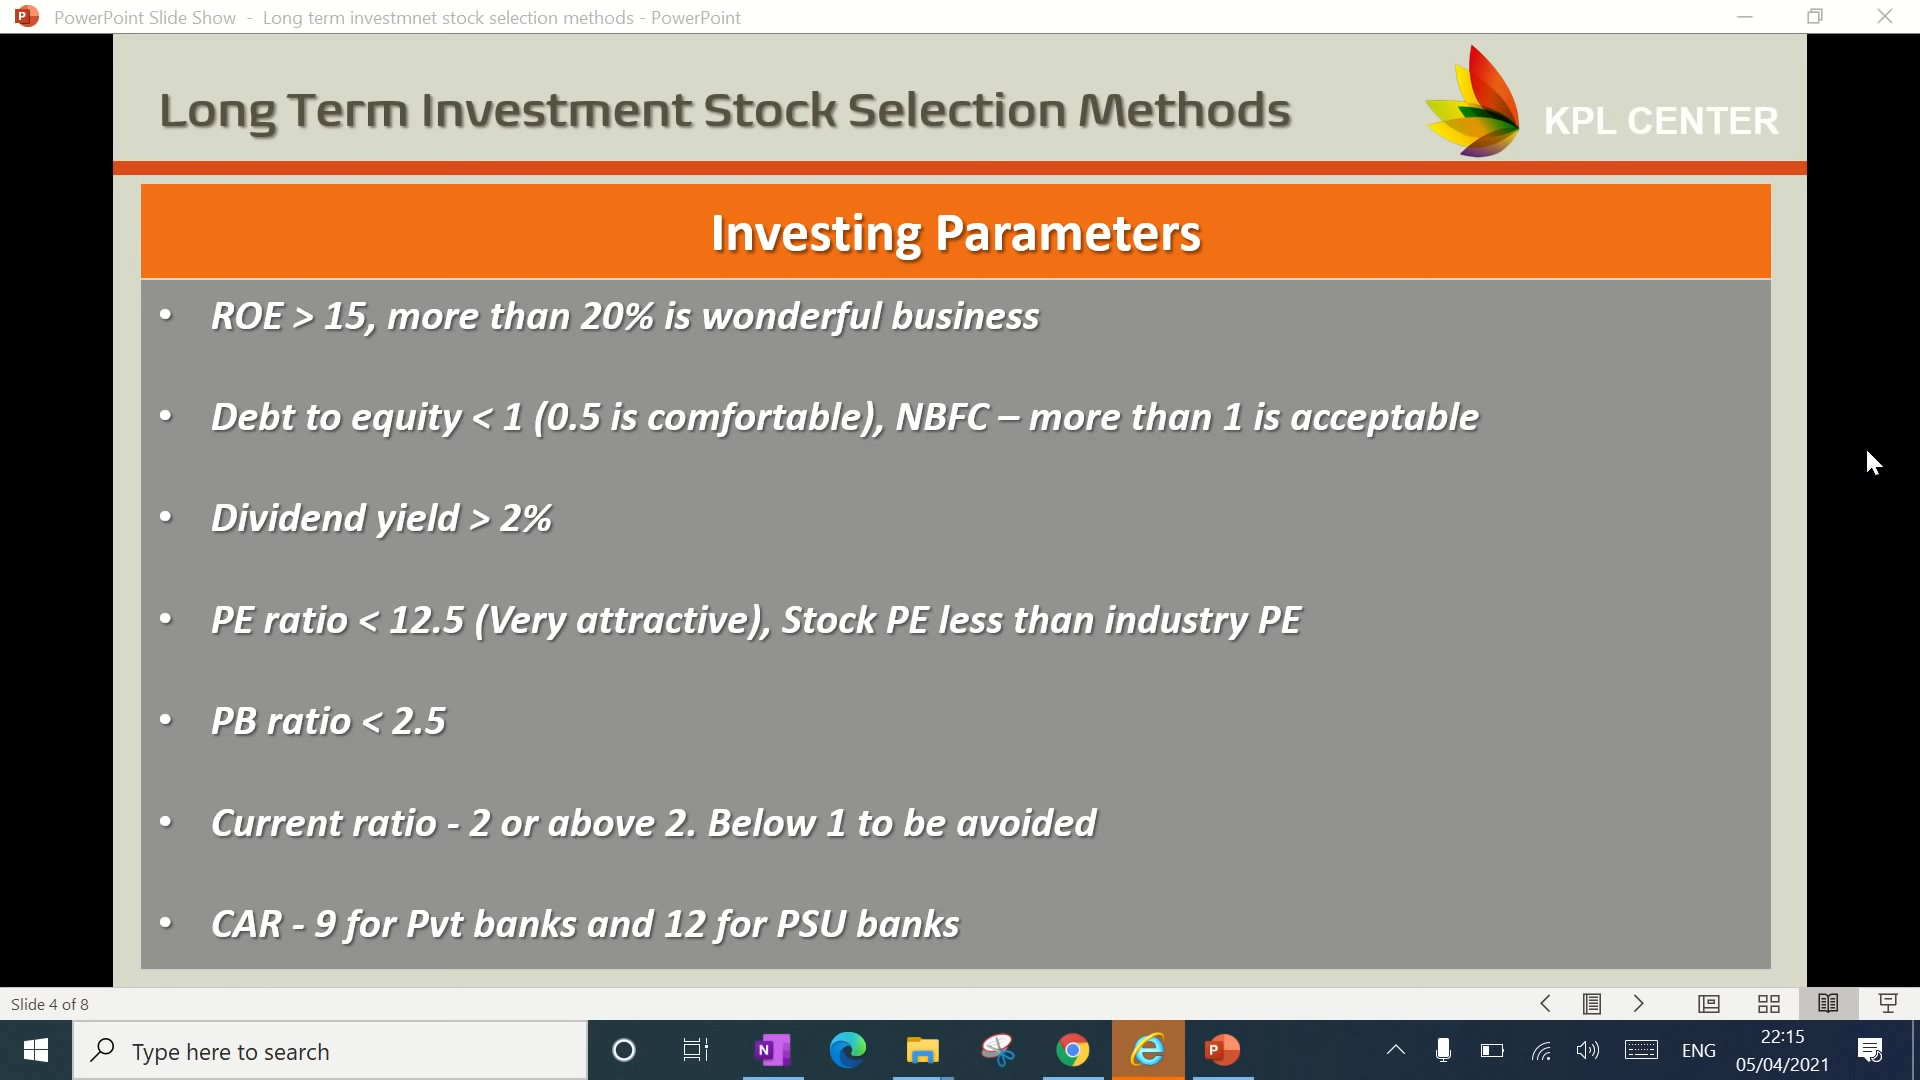 PowerPoint Slide Show - Long term investmnet stock selection methods - PowerPoint
Long Term Investment Stock Selection Methods
KPL CENTER
Investing Parameters
• ROE > 15, more than 20% is wonderful business
• Debt to equity < 1 (0.5 is comfortable), NBFC – more than 1 is acceptable
• Dividend yield > 2%
• PE ratio < 12.5 (Very attractive), Stock PE less than industry PE
• PB ratio < 2.5
• Current ratio - 2 or above 2. Below 1 to be avoided
• CAR - 9 for Pvt banks and 12 for PSU banks
Slide 4 of 8
Type here to search
ENG
22:15
05/04/2021